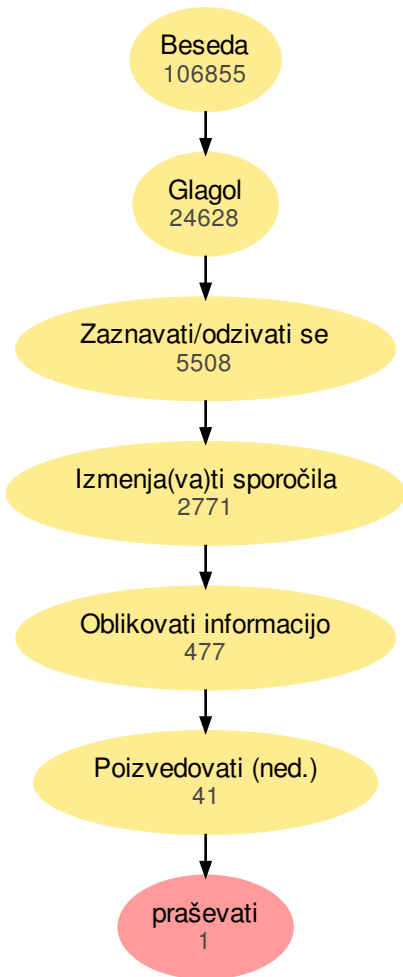 Beseda
106855
Glagol
24628
Zaznavati/odzivati se
5508
Izmenja(va)ti sporočila
2771
Oblikovati informacijo
477
Poizvedovati (ned.)
41
praševati
1